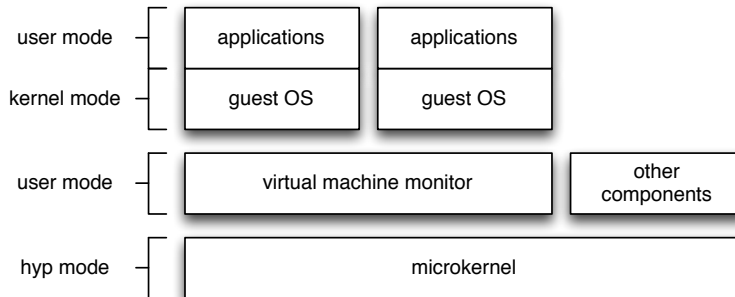 user mode applications applications
kernel mode guest OS guest OS
user mode virtual machine monitor other
components
hyp mode microkernel